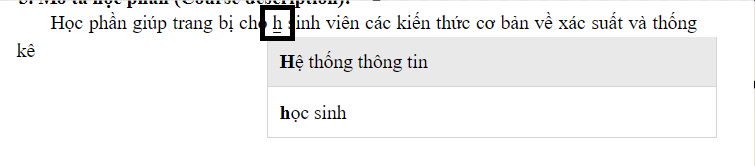 Học phần giúp trang bị cho h sinh viên các kiến thức cơ bản về xác suất và thống
kê
Hệ thống thông tin
học sinh